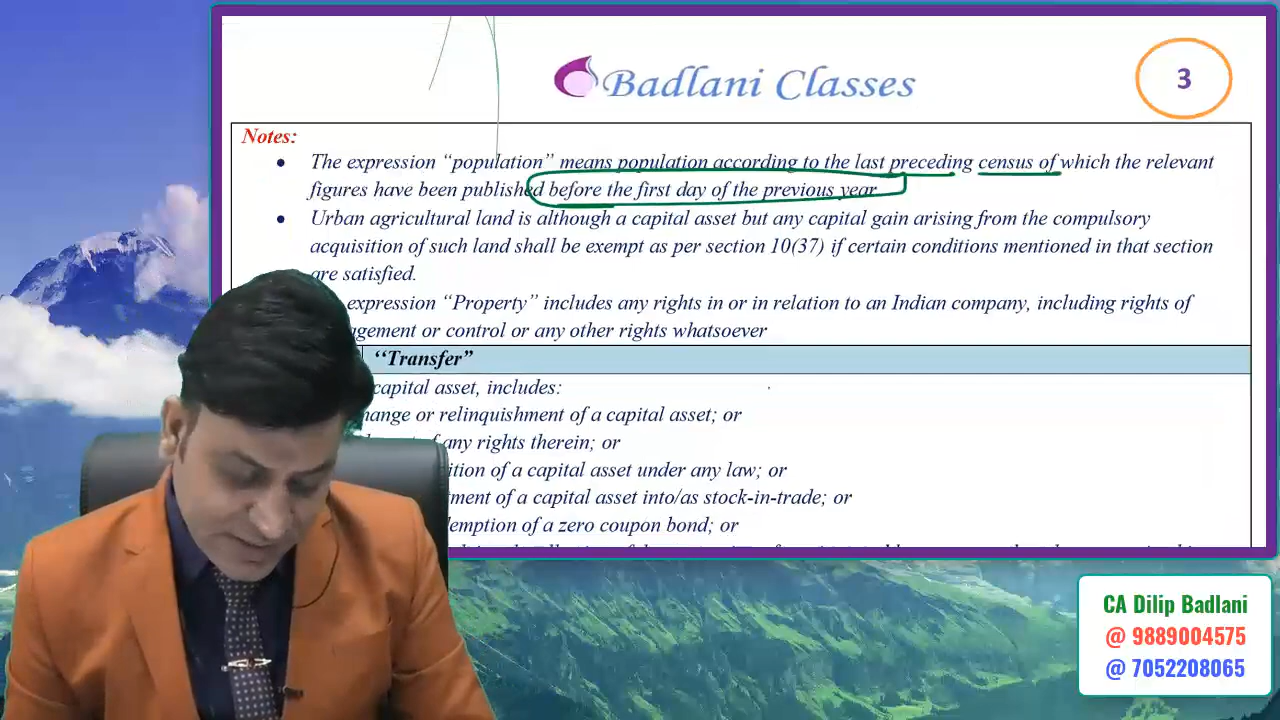 Badlani Classes
3
Notes:
The expression “population” means population according to the last preceding census of which the relevant
figures have been published before the first day of the previous year.
Urban agricultural land is although a capital asset but any capital gain arising from the compulsory
acquisition of such land shall be exempt as per section 10(37) if certain conditions mentioned in that section
are satisfied.
expression “Property” includes any rights in or in relation to an Indian company, including rights of
or control or any other rights whatsoever
“Transfer”
capital asset, includes:
or relinquishment of a capital asset; or
of any rights therein; or
of a capital asset under any law; or
of a capital asset into/as stock-in-trade; or
of a zero coupon bond; or
CA Dilip Badlani
@ 9889004575
@ 7052208065